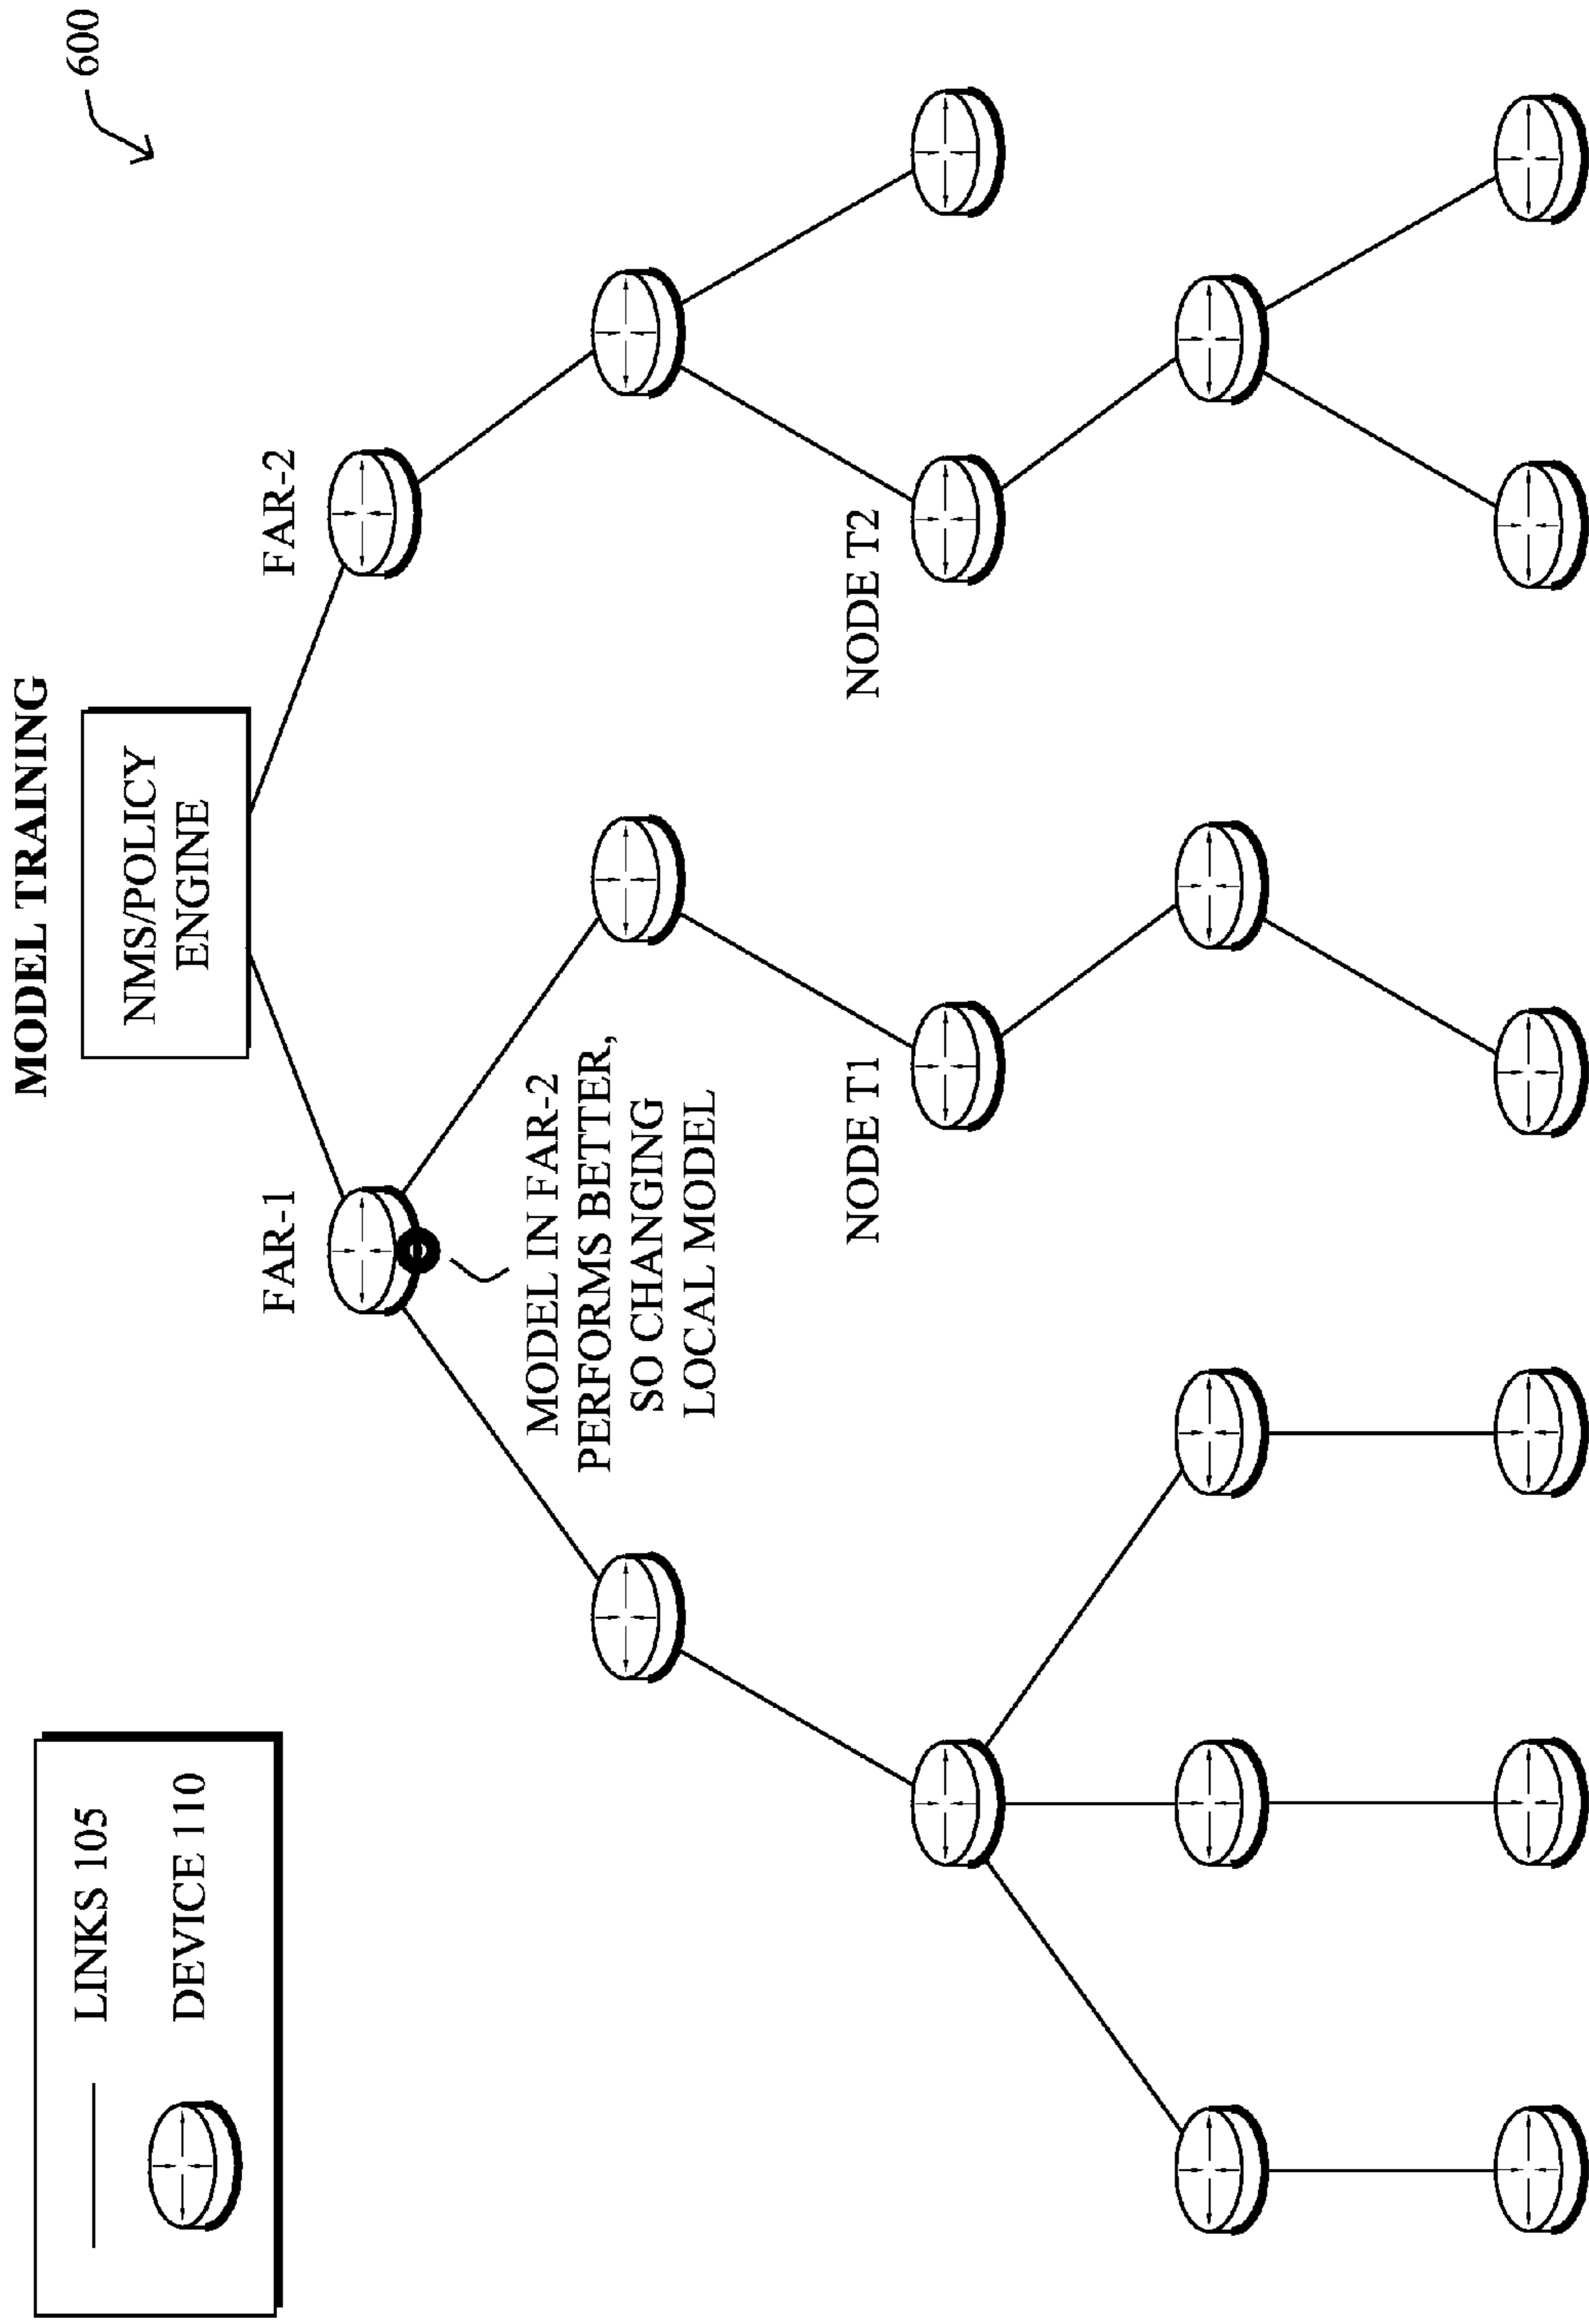 MODEL TRAINING
600
LINKS 105
DEVICE 110
NMS/POLICY
ENGINE
FAR-1
FAR-2
MODEL IN FAR-2
PERFORMS BETTER,
SO CHANGING
LOCAL MODEL
NODE T1
NODE T2